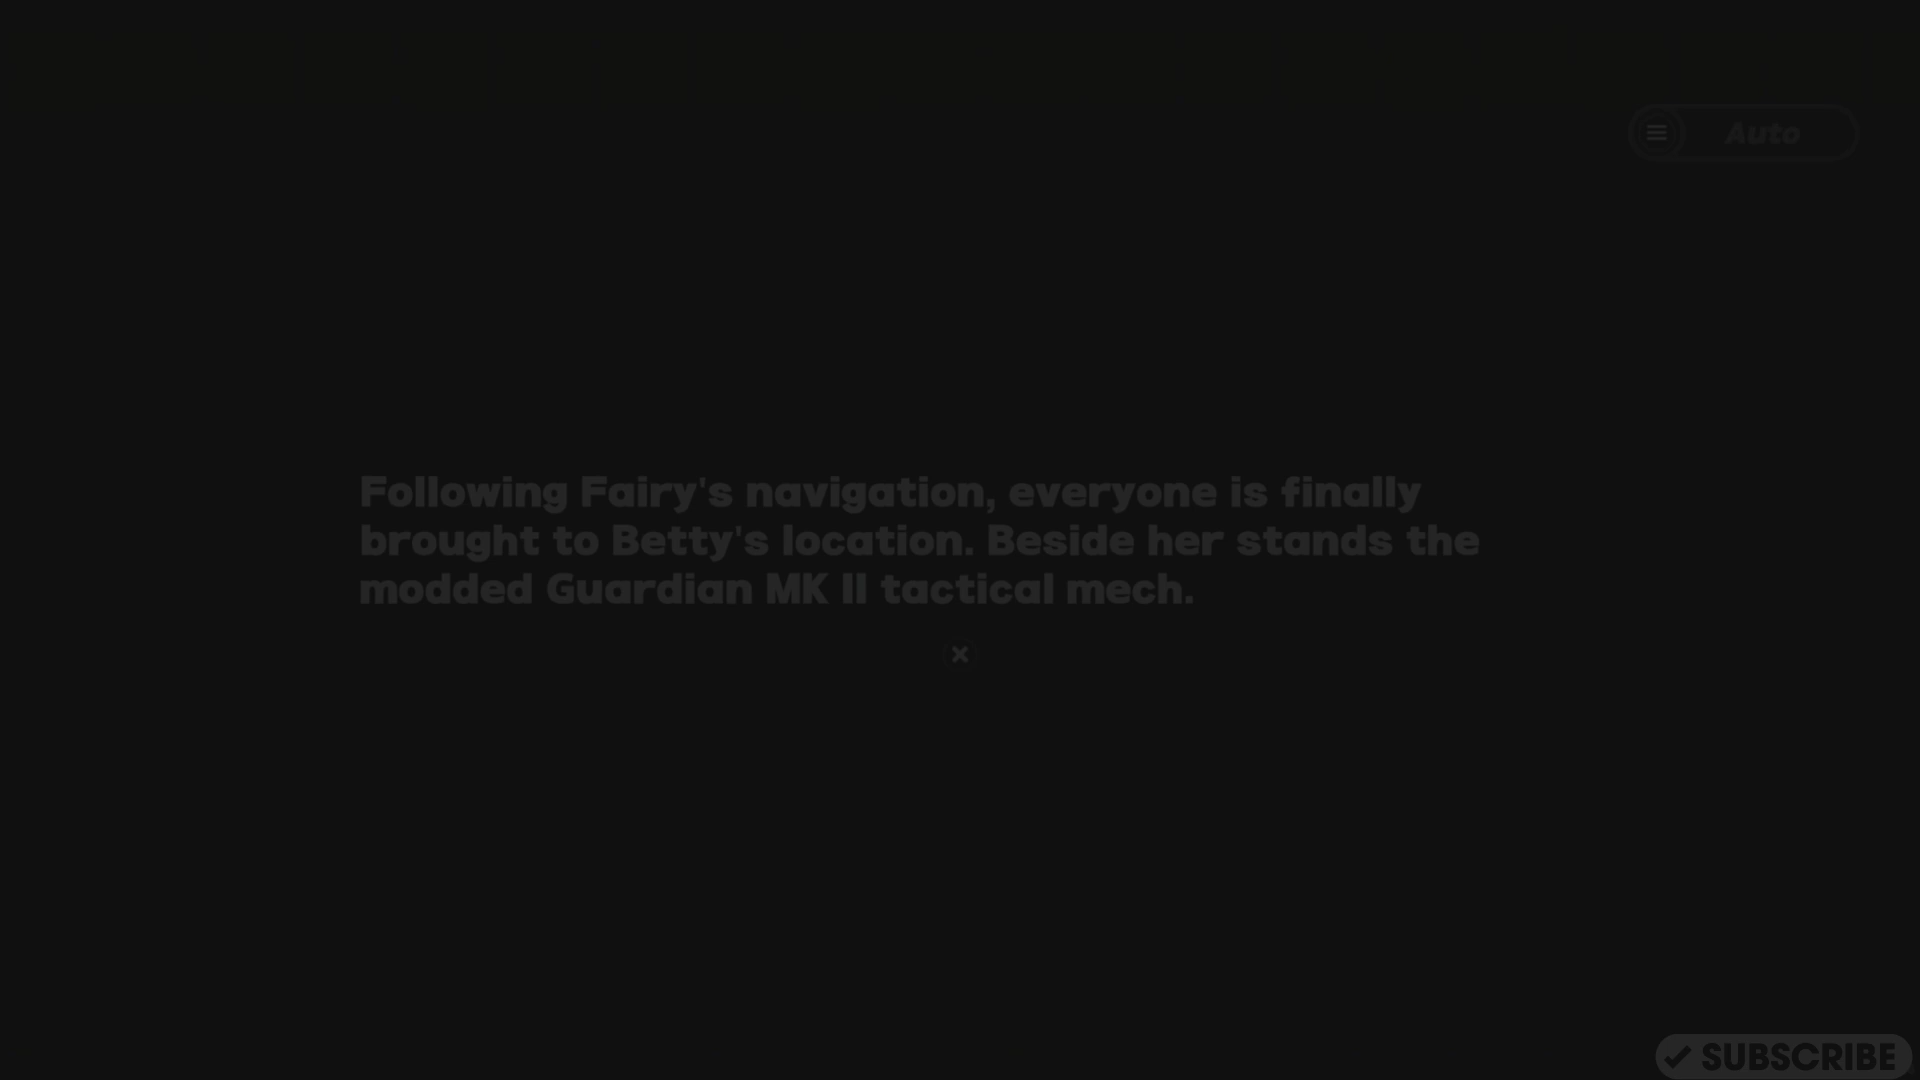 Auto
Following Fairy's navigation, everyone is finally
brought to Betty's location. Beside her stands the
modded Guardian MK II tactical mech.
SUBSCRIBE